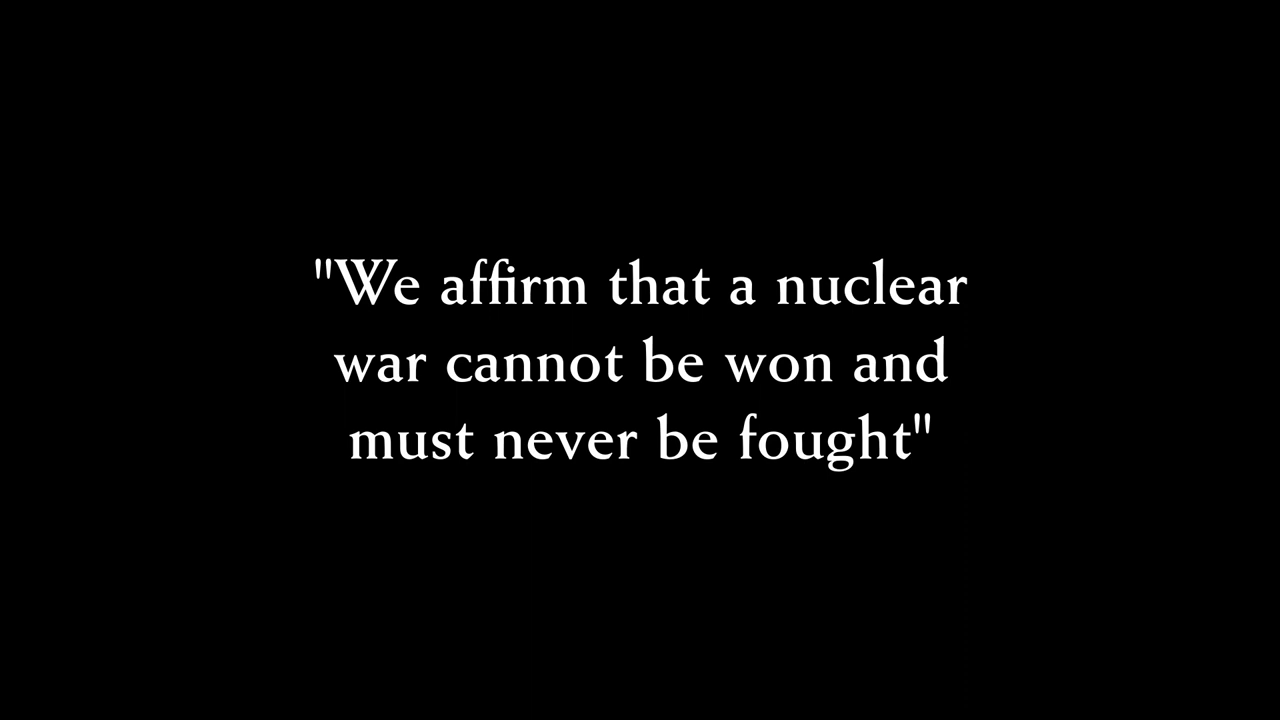 "We affirm that a nuclear
war cannot be won and
must never be fought"